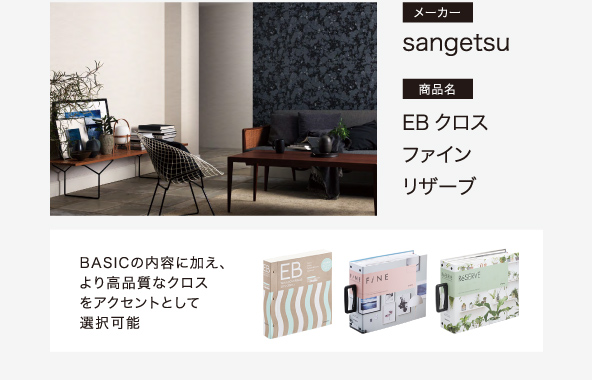 メーカー
sangetsu
商品名
EB クロス
ファイン
リザーブ
BASICの内容に加え、
より高品質なクロス
をアクセントとして
選択可能
EB
FINE
RESERVE